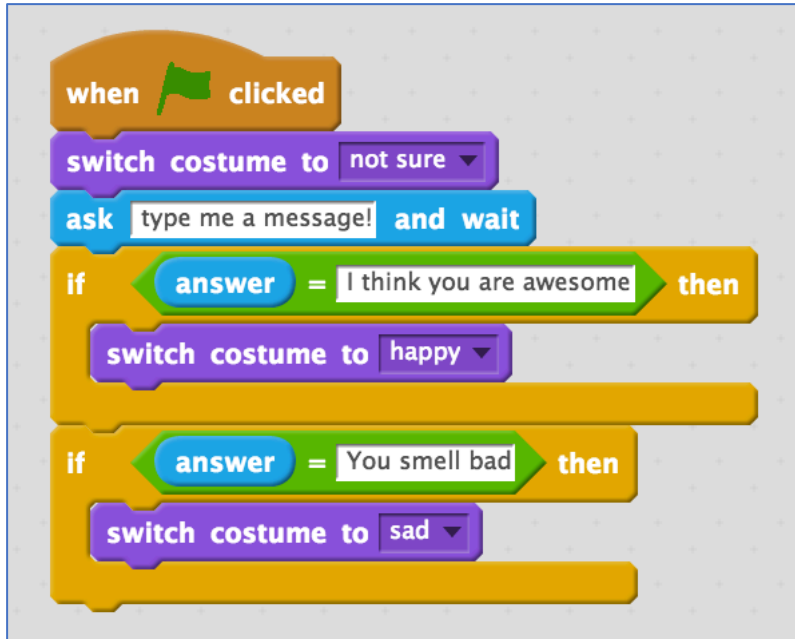 when clicked
switch costume to not sure
ask type me a message! and wait
if answer = I think you are awesome then
switch costume to happy
if answer = You smell bad then
switch costume to sad